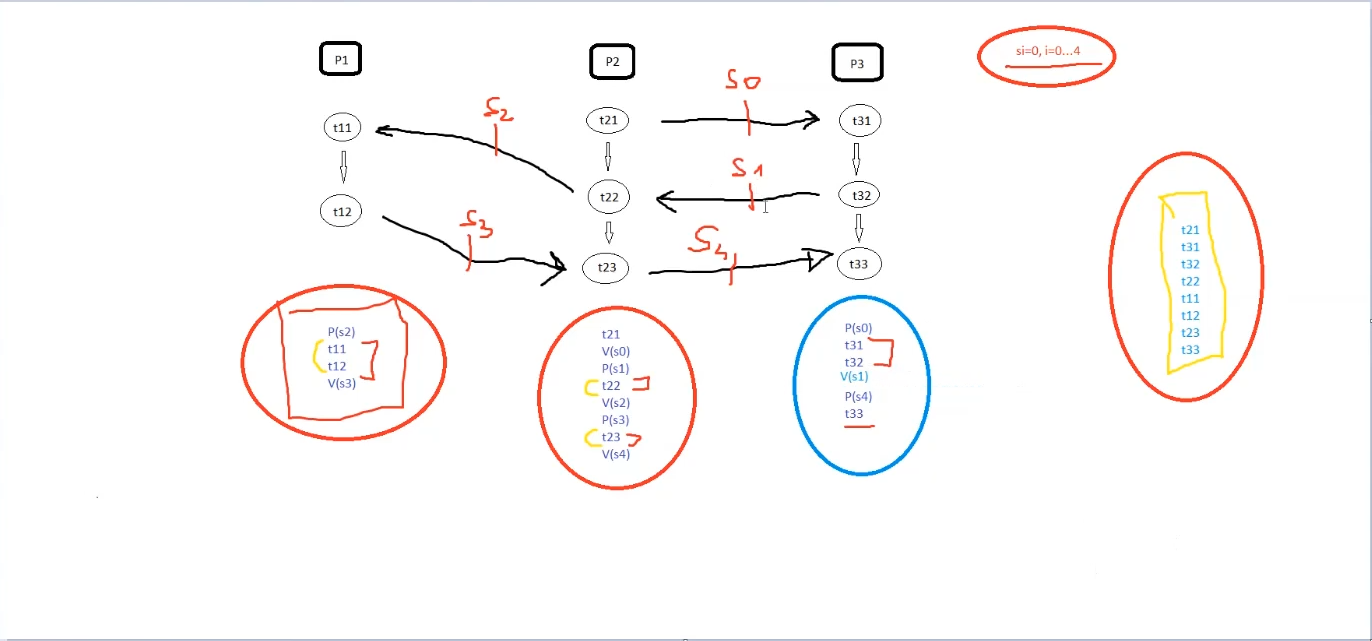 P1
P2
P3
si=0, i=0...4
t11
t12
t21
t22
t23
t31
t32
t33
S0
S1
S2
S3
S4
P(s2)
t11
t12
V(s3)
t21
V(s0)
P(s1)
t22
V(s2)
P(s3)
t23
V(s4)
P(s0)
t31
t32
V(s1)
P(s4)
t33
t21
t31
t32
t22
t11
t12
t23
t33